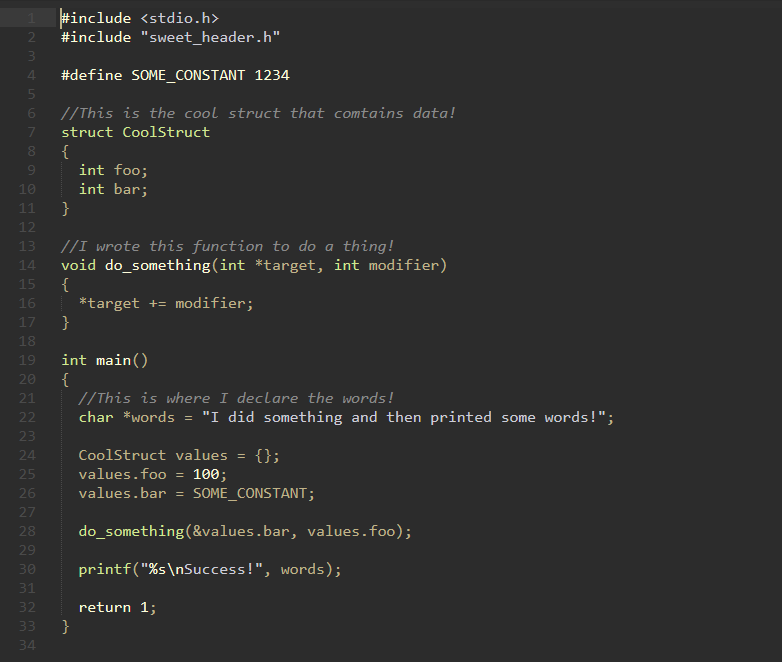 1 #include <stdio.h>
2 #include "sweet_header.h"
3
4 #define SOME_CONSTANT 1234
5
6 //This is the cool struct that comtains data!
7 struct CoolStruct
8 {
9   int foo;
10   int bar;
11 }
12
13 //I wrote this function to do a thing!
14 void do_something(int *target, int modifier)
15 {
16   *target += modifier;
17 }
18
19 int main()
20 {
21   //This is where I declare the words!
22   char *words = "I did something and then printed some words!";
23
24   CoolStruct values = {};
25   values.foo = 100;
26   values.bar = SOME_CONSTANT;
27
28   do_something(&values.bar, values.foo);
29
30   printf("%s\nSuccess!", words);
31
32   return 1;
33 }
34